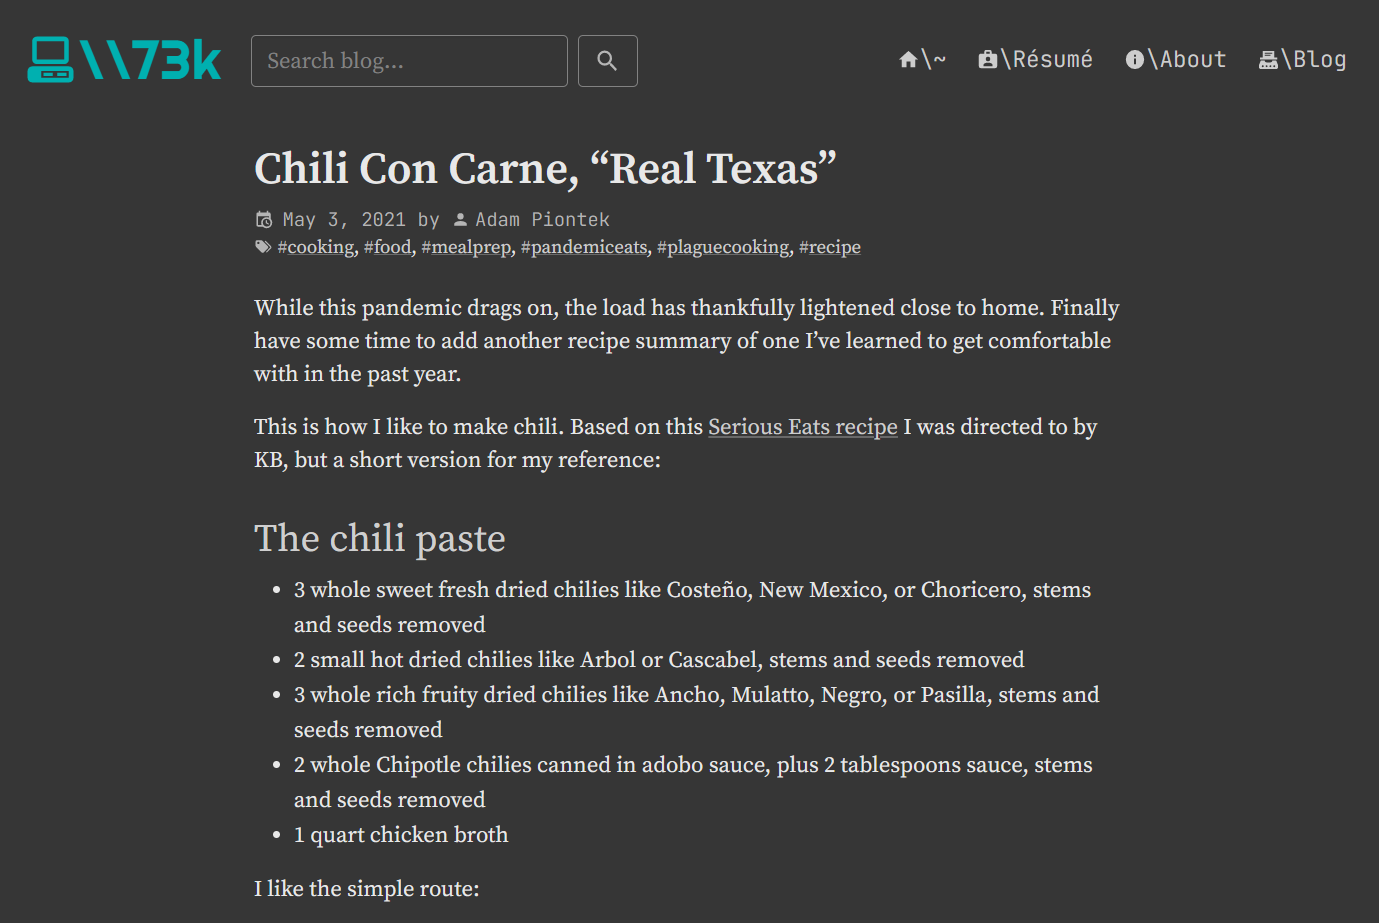 \\73k
Search blog...
\~
\Résumé
\About
\Blog
Chili Con Carne, “Real Texas”
May 3, 2021 by Adam Piontek
#cooking, #food, #mealprep, #pandemiceats, #plaguecooking, #recipe
While this pandemic drags on, the load has thankfully lightened close to home. Finally
have some time to add another recipe summary of one I’ve learned to get comfortable
with in the past year.
This is how I like to make chili. Based on this Serious Eats recipe I was directed to by
KB, but a short version for my reference:
The chili paste
• 3 whole sweet fresh dried chilies like Costeño, New Mexico, or Choricero, stems
and seeds removed
• 2 small hot dried chilies like Arbol or Cascabel, stems and seeds removed
• 3 whole rich fruity dried chilies like Ancho, Mulatto, Negro, or Pasilla, stems and
seeds removed
• 2 whole Chipotle chilies canned in adobo sauce, plus 2 tablespoons sauce, stems
and seeds removed
• 1 quart chicken broth
I like the simple route: